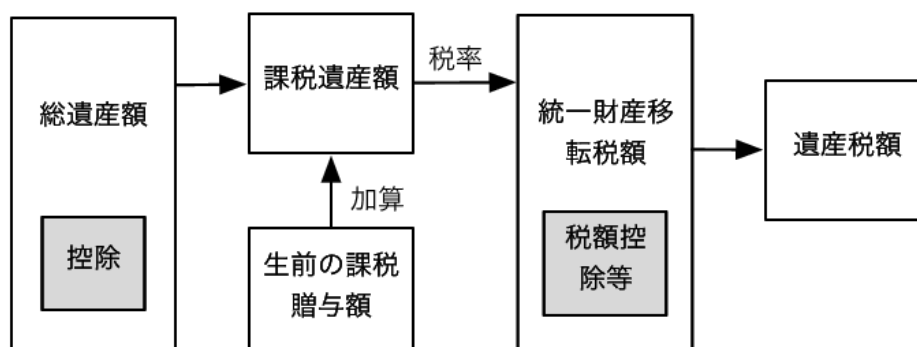 総遺産額
控除
課税遺産額
加算
生前の課税
贈与額
税率
統一財産移
転税額
税額控
除等
遺産税額